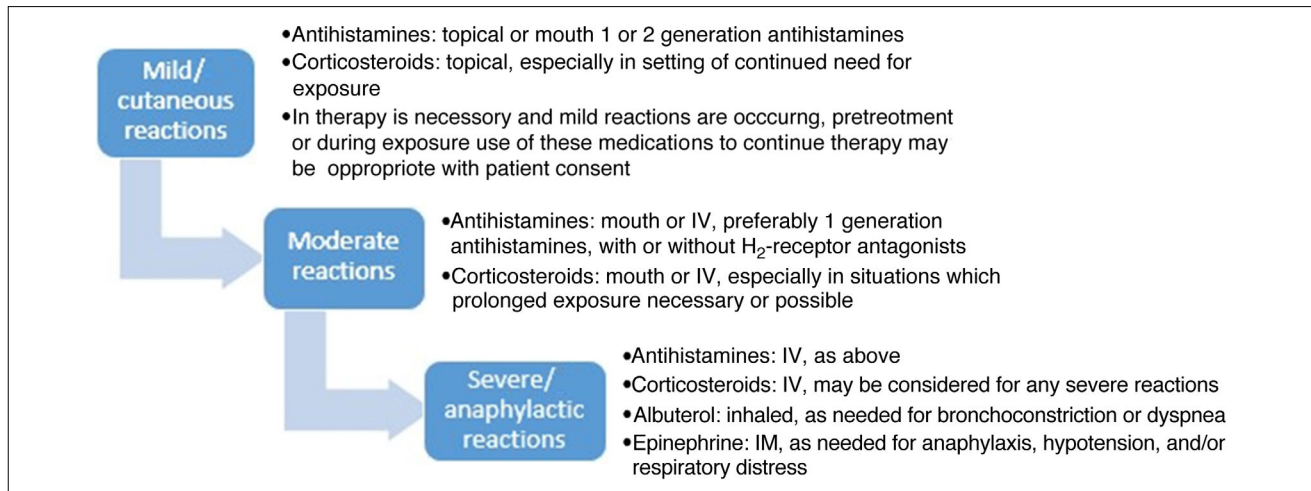 Mild/
cutaneous
reactions
•Antihistamines: topical or mouth 1 or 2 generation antihistamines
•Corticosteroids: topical, especially in setting of continued need for
exposure
•In therapy is necessary and mild reactions are occcurng, pretreatment
or during exposure use of these medications to continue therapy may
be oppropriote with patient consent
Moderate
reactions
•Antihistamines: mouth or IV, preferably 1 generation
antihistamines, with or without H₂-receptor antagonists
•Corticosteroids: mouth or IV, especially in situations which
prolonged exposure necessary or possible
Severe/
anaphylactic
reactions
•Antihistamines: IV, as above
•Corticosteroids: IV, may be considered for any severe reactions
•Albuterol: inhaled, as needed for bronchoconstriction or dyspnea
•Epinephrine: IM, as needed for anaphylaxis, hypotension, and/or
respiratory distress